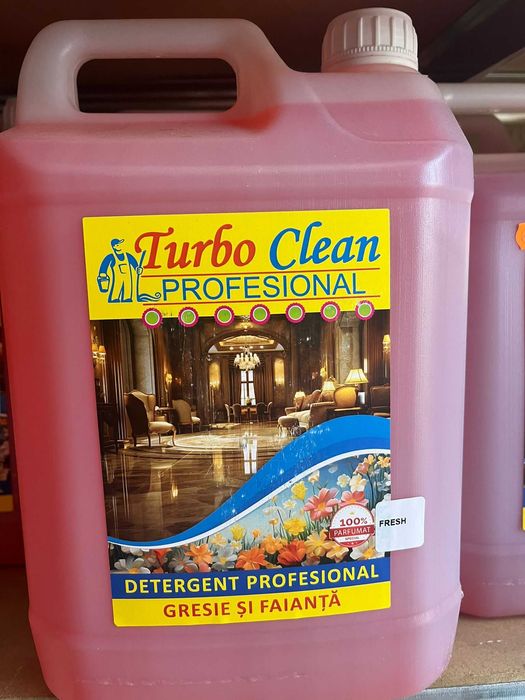 Turbo Clean
PROFESIONAL
100%
PARFUMAT
FRESH
DETERGENT PROFESIONAL
GRESIE ȘI FAIANȚĂ